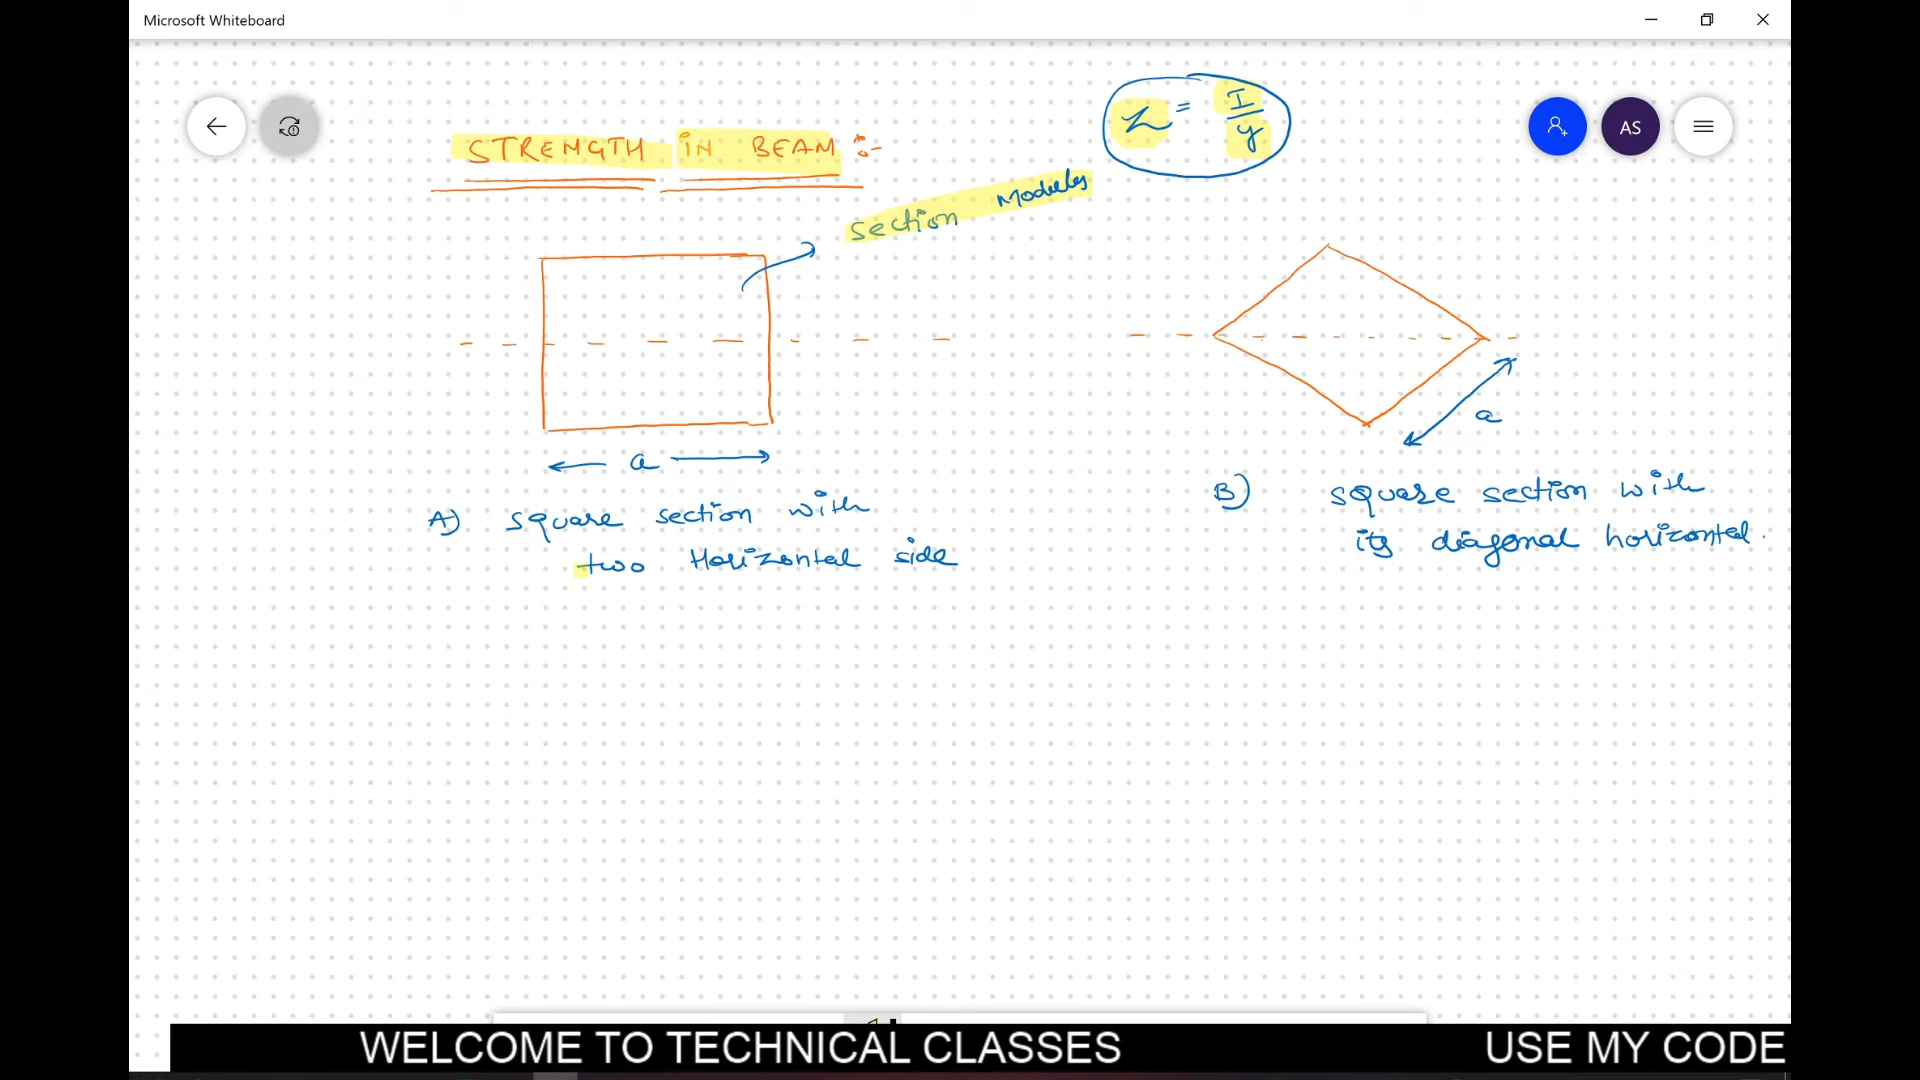 Microsoft Whiteboard
Z = I/y
AS
STRENGTH IN BEAM :-
Section Modulus
a
a
A) square section with
two Horizontal side
B) square section with
its diagonal horizontal.
WELCOME TO TECHNICAL CLASSES
USE MY CODE